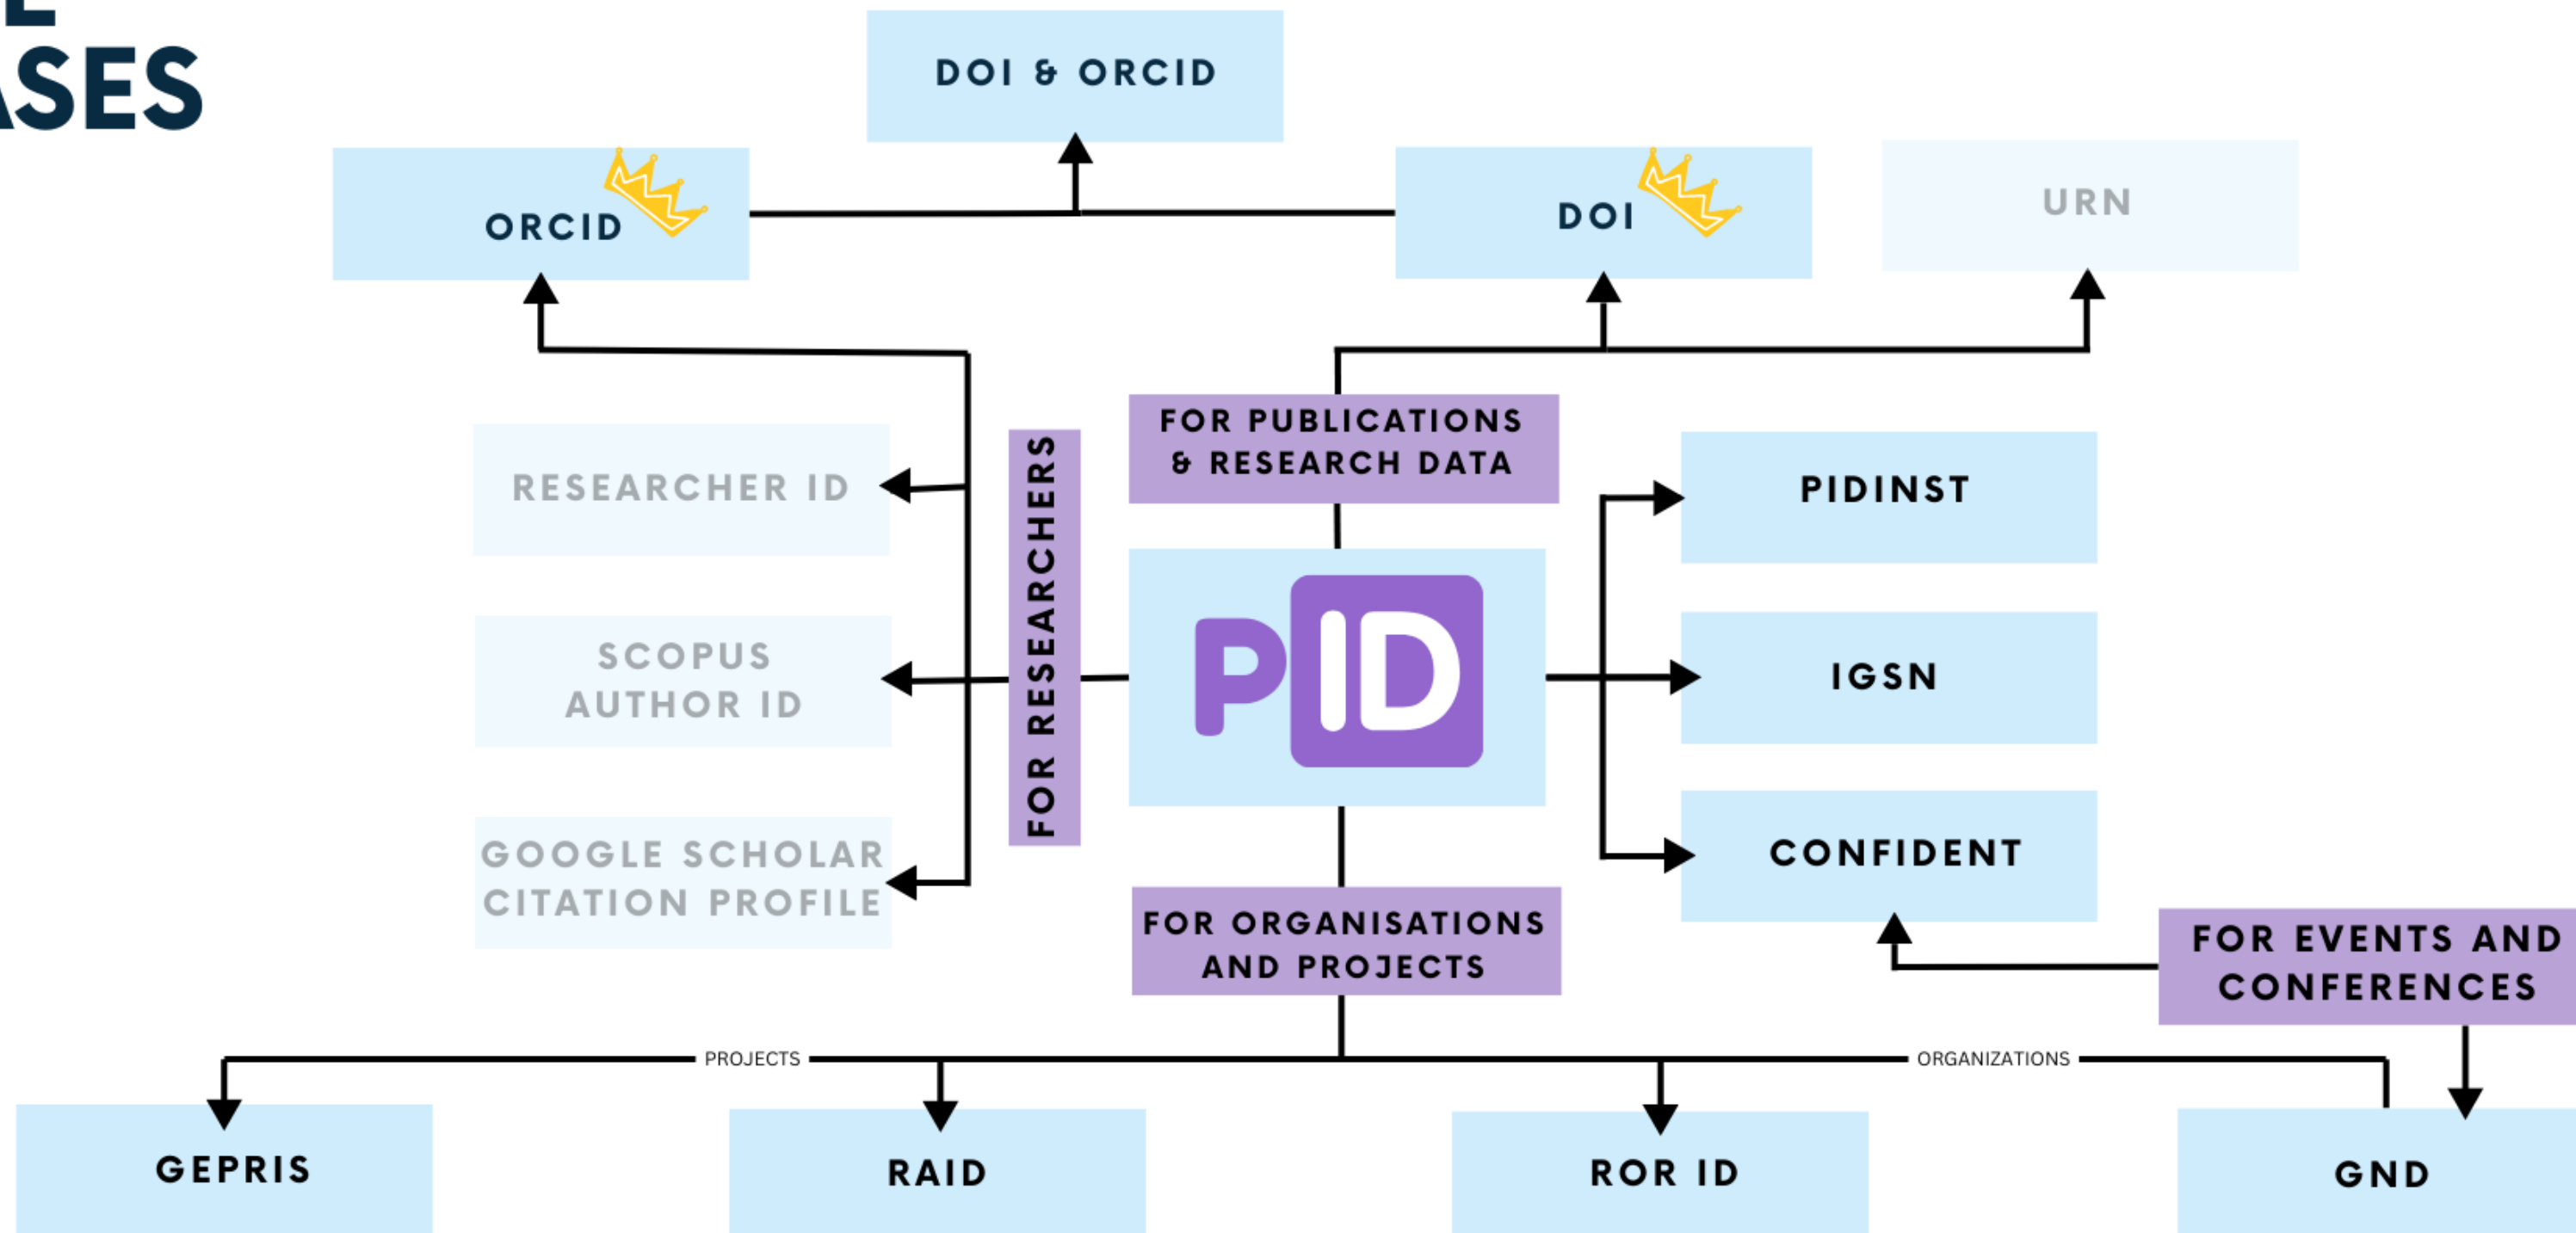 ASES
DOI & ORCID
ORCID
DOI
URN
FOR PUBLICATIONS
& RESEARCH DATA
RESEARCHER ID
FOR RESEARCHERS
PIDINST
SCOPUS
AUTHOR ID
PID
IGSN
GOOGLE SCHOLAR
CITATION PROFILE
CONFIDENT
FOR ORGANISATIONS
AND PROJECTS
FOR EVENTS AND
CONFERENCES
PROJECTS
ORGANIZATIONS
GEPRIS
RAID
ROR ID
GND